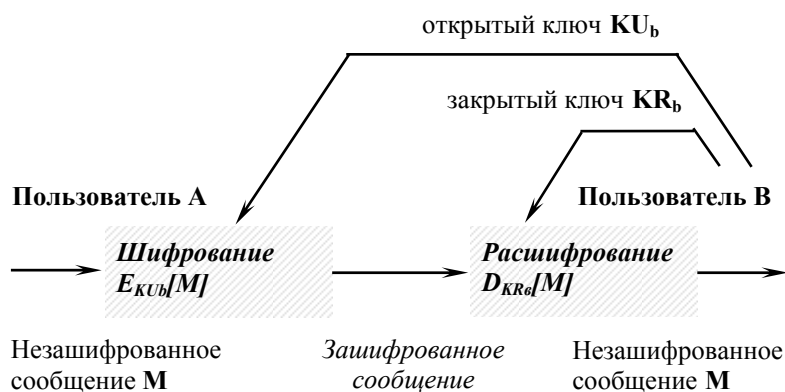 открытый ключ KUb
закрытый ключ KRb
Пользователь А
Пользователь В
Шифрование
EKUb[M]
Расшифрование
DKRв[M]
Незашифрованное
сообщение М
Зашифрованное
сообщение
Незашифрованное
сообщение М